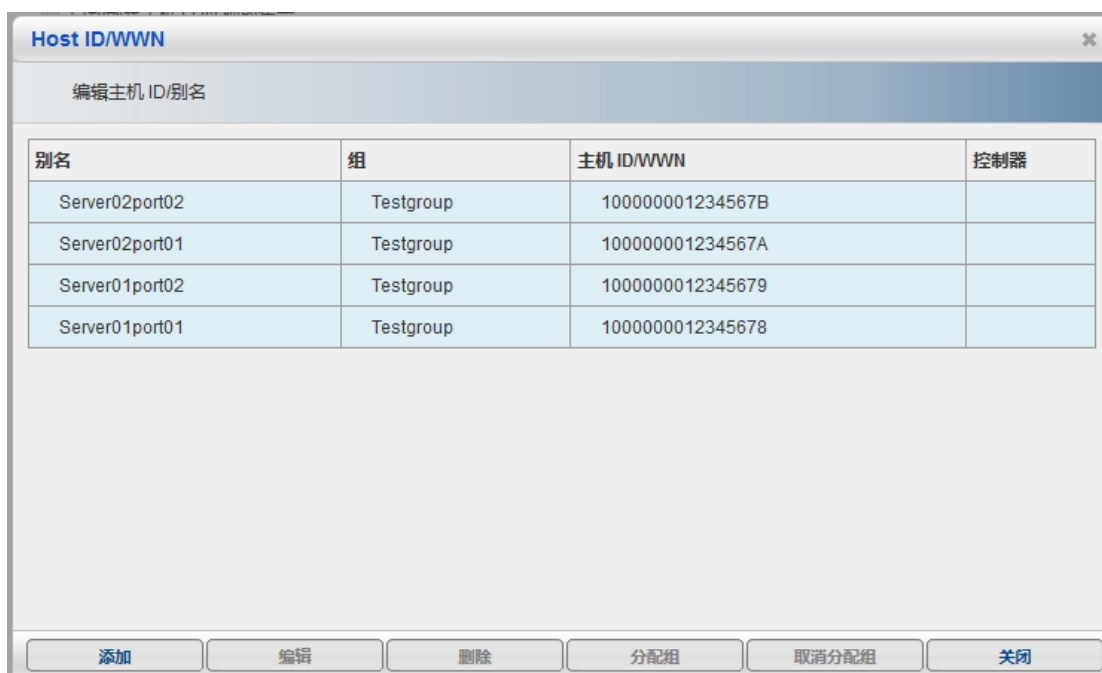 Host ID/WWN
编辑主机 ID/别名
别名 组 主机 ID/WWN 控制器
Server02port02 Testgroup 100000001234567B
Server02port01 Testgroup 100000001234567A
Server01port02 Testgroup 1000000012345679
Server01port01 Testgroup 1000000012345678
添加 编辑 删除 分配组 取消分配组 关闭